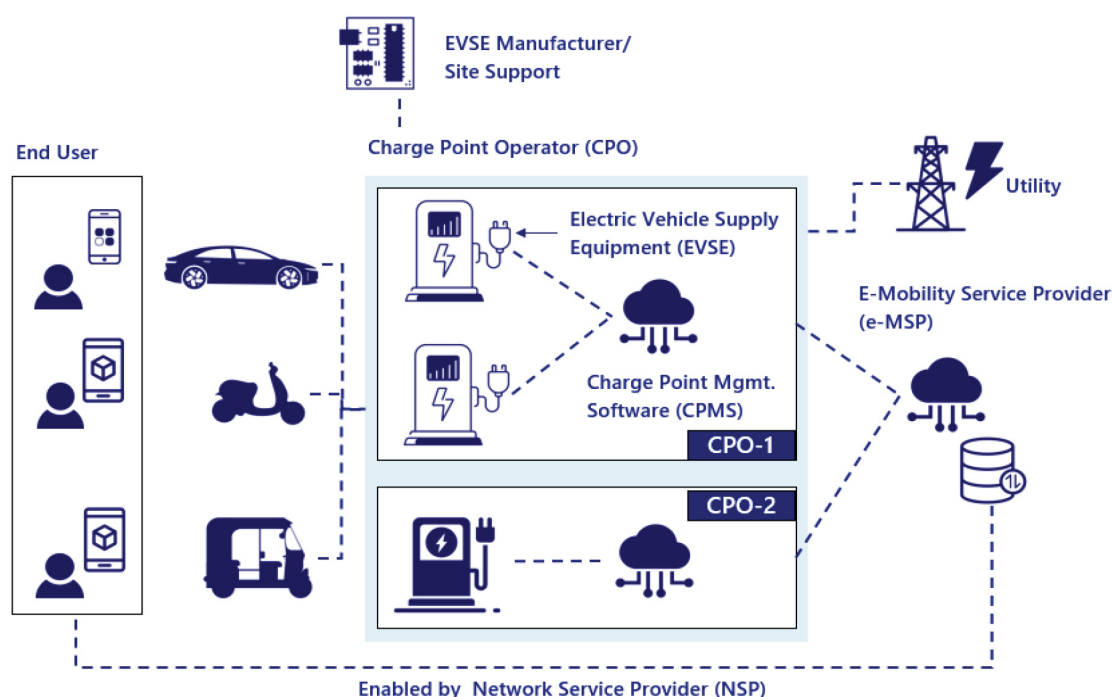 EVSE Manufacturer/
Site Support
End User
Charge Point Operator (CPO)
Utility
Electric Vehicle Supply
Equipment (EVSE)
E-Mobility Service Provider
(e-MSP)
Charge Point Mgmt.
Software (CPMS)
CPO-1
CPO-2
Enabled by Network Service Provider (NSP)